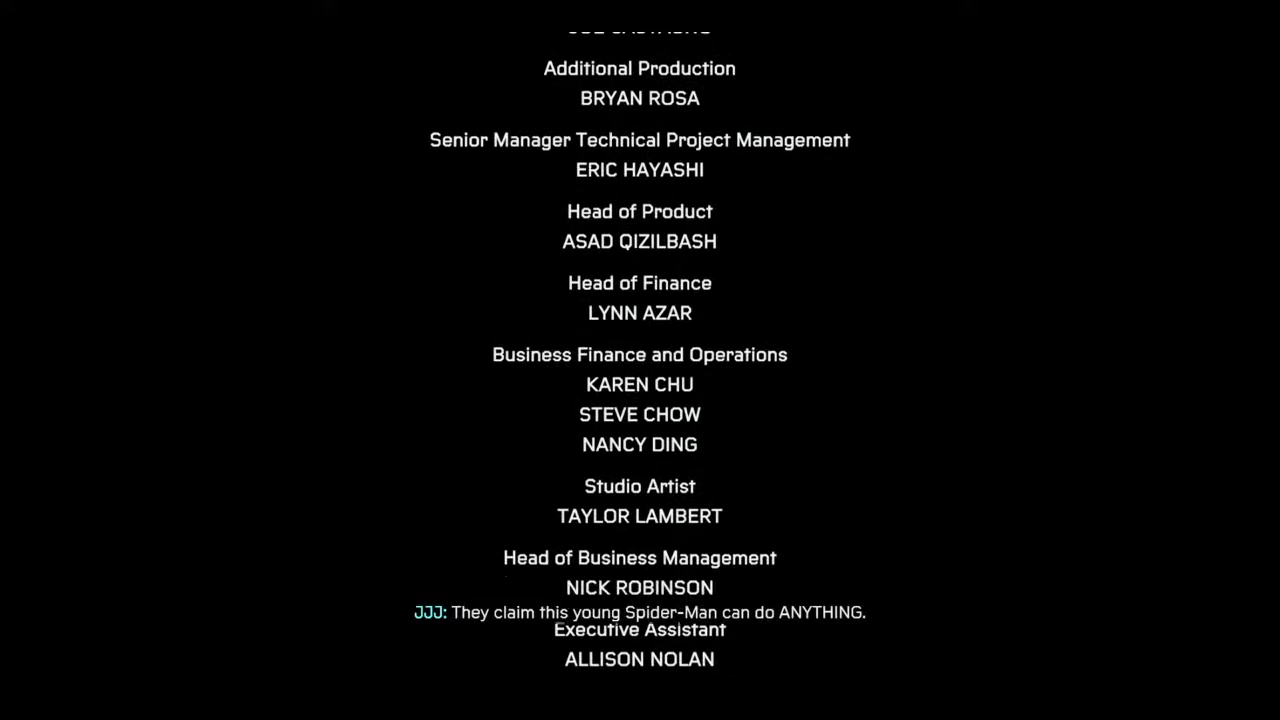 Additional Production
BRYAN ROSA
Senior Manager Technical Project Management
ERIC HAYASHI
Head of Product
ASAD QIZILBASH
Head of Finance
LYNN AZAR
Business Finance and Operations
KAREN CHU
STEVE CHOW
NANCY DING
Studio Artist
TAYLOR LAMBERT
Head of Business Management
NICK ROBINSON
JJJ: They claim this young Spider-Man can do ANYTHING.
Executive Assistant
ALLISON NOLAN